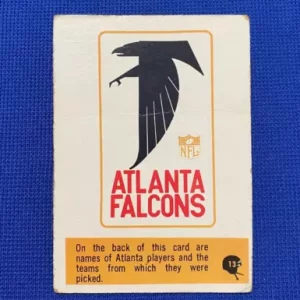 NFL
ATLANTA
FALCONS
On the back of this card are
names of Atlanta players and the
teams from which they were
picked.